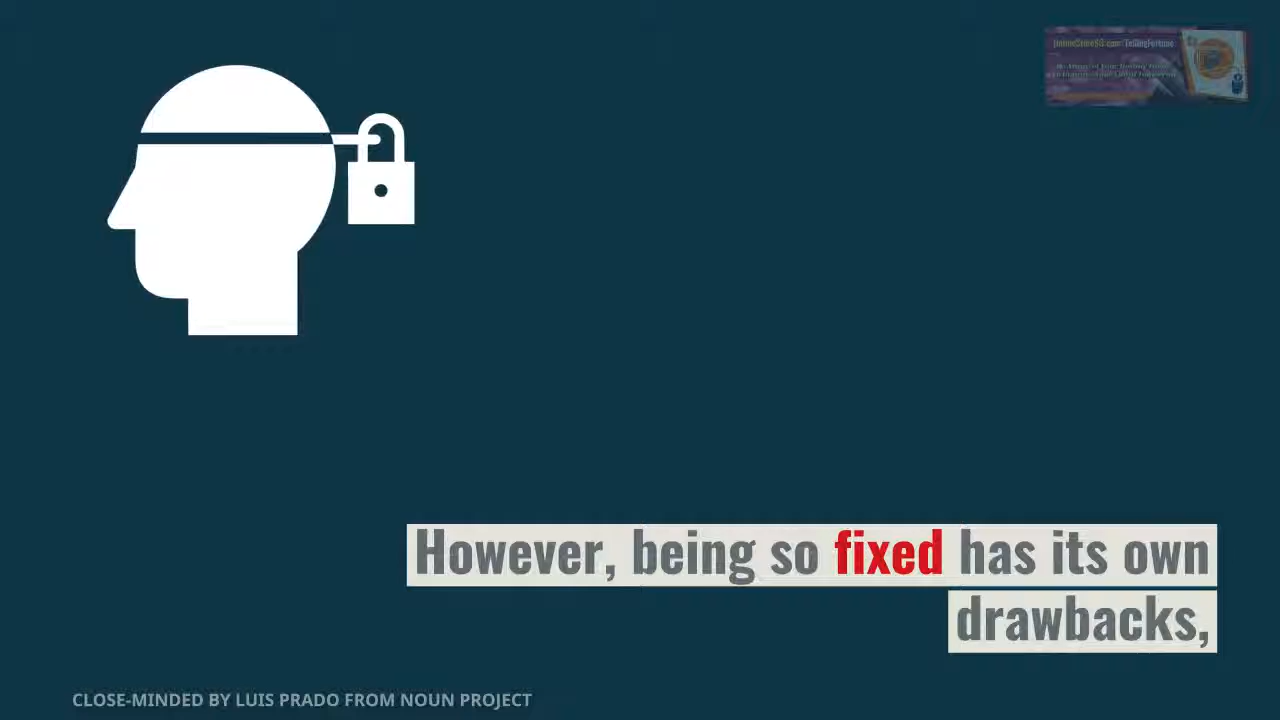 However, being so fixed has its own
drawbacks,
CLOSE-MINDED BY LUIS PRADO FROM NOUN PROJECT